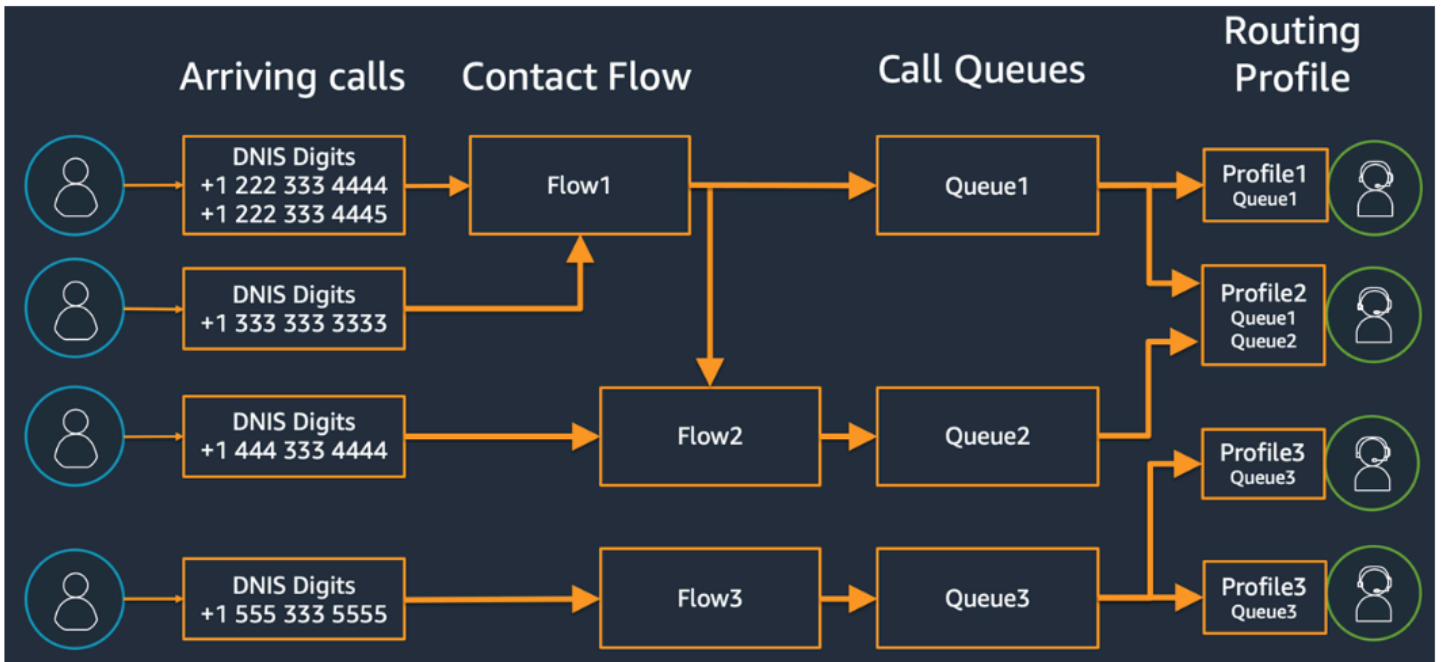 Arriving calls
Contact Flow
Call Queues
Routing
Profile
DNIS Digits
+1 222 333 4444
+1 222 333 4445
Flow1
Queue1
Profile1
Queue1
DNIS Digits
+1 333 333 3333
Profile2
Queue1
Queue2
DNIS Digits
+1 444 333 4444
Flow2
Queue2
Profile3
Queue3
DNIS Digits
+1 555 333 5555
Flow3
Queue3
Profile3
Queue3